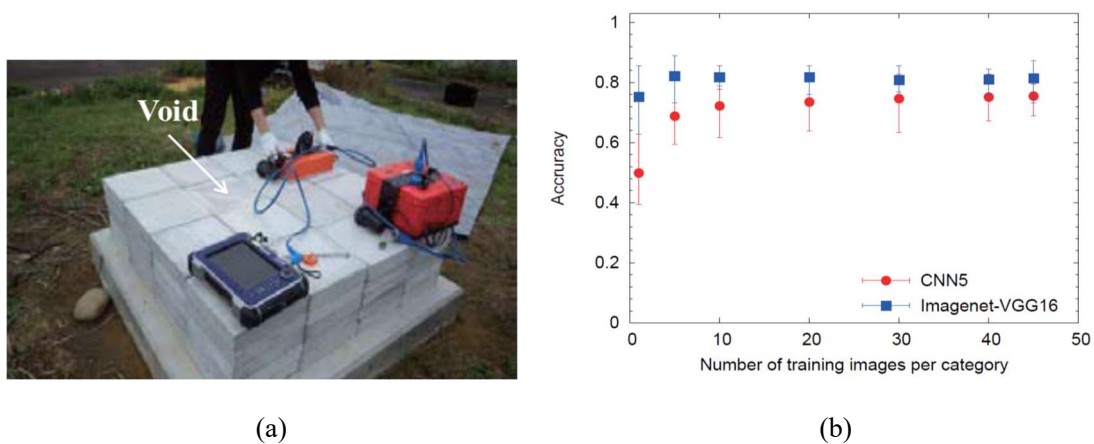 Void
1
0.8
0.6
0.4
0.2
0
Accruracy
0 10 20 30 40 50
Number of training images per category
CNN5
Imagenet-VGG16
(a)
(b)